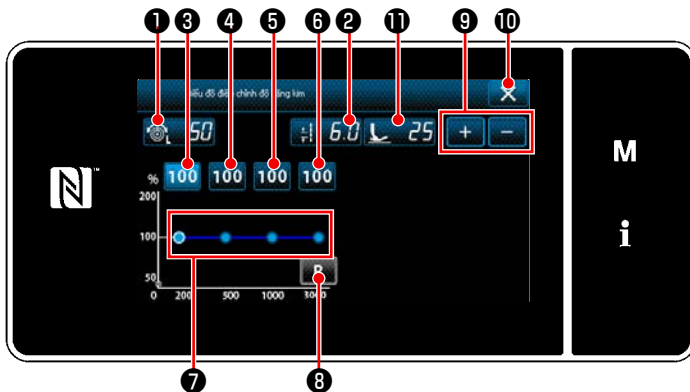 ❶ ❸ ❹ ❺ ❻ ❷ ⓫ ❾ ❿
điều chỉnh độ
L 50 6.0 25 + − M
% 100 100 100 100
N
200
i
100
R
50
0 200 500 1000 3000
❼ ❽